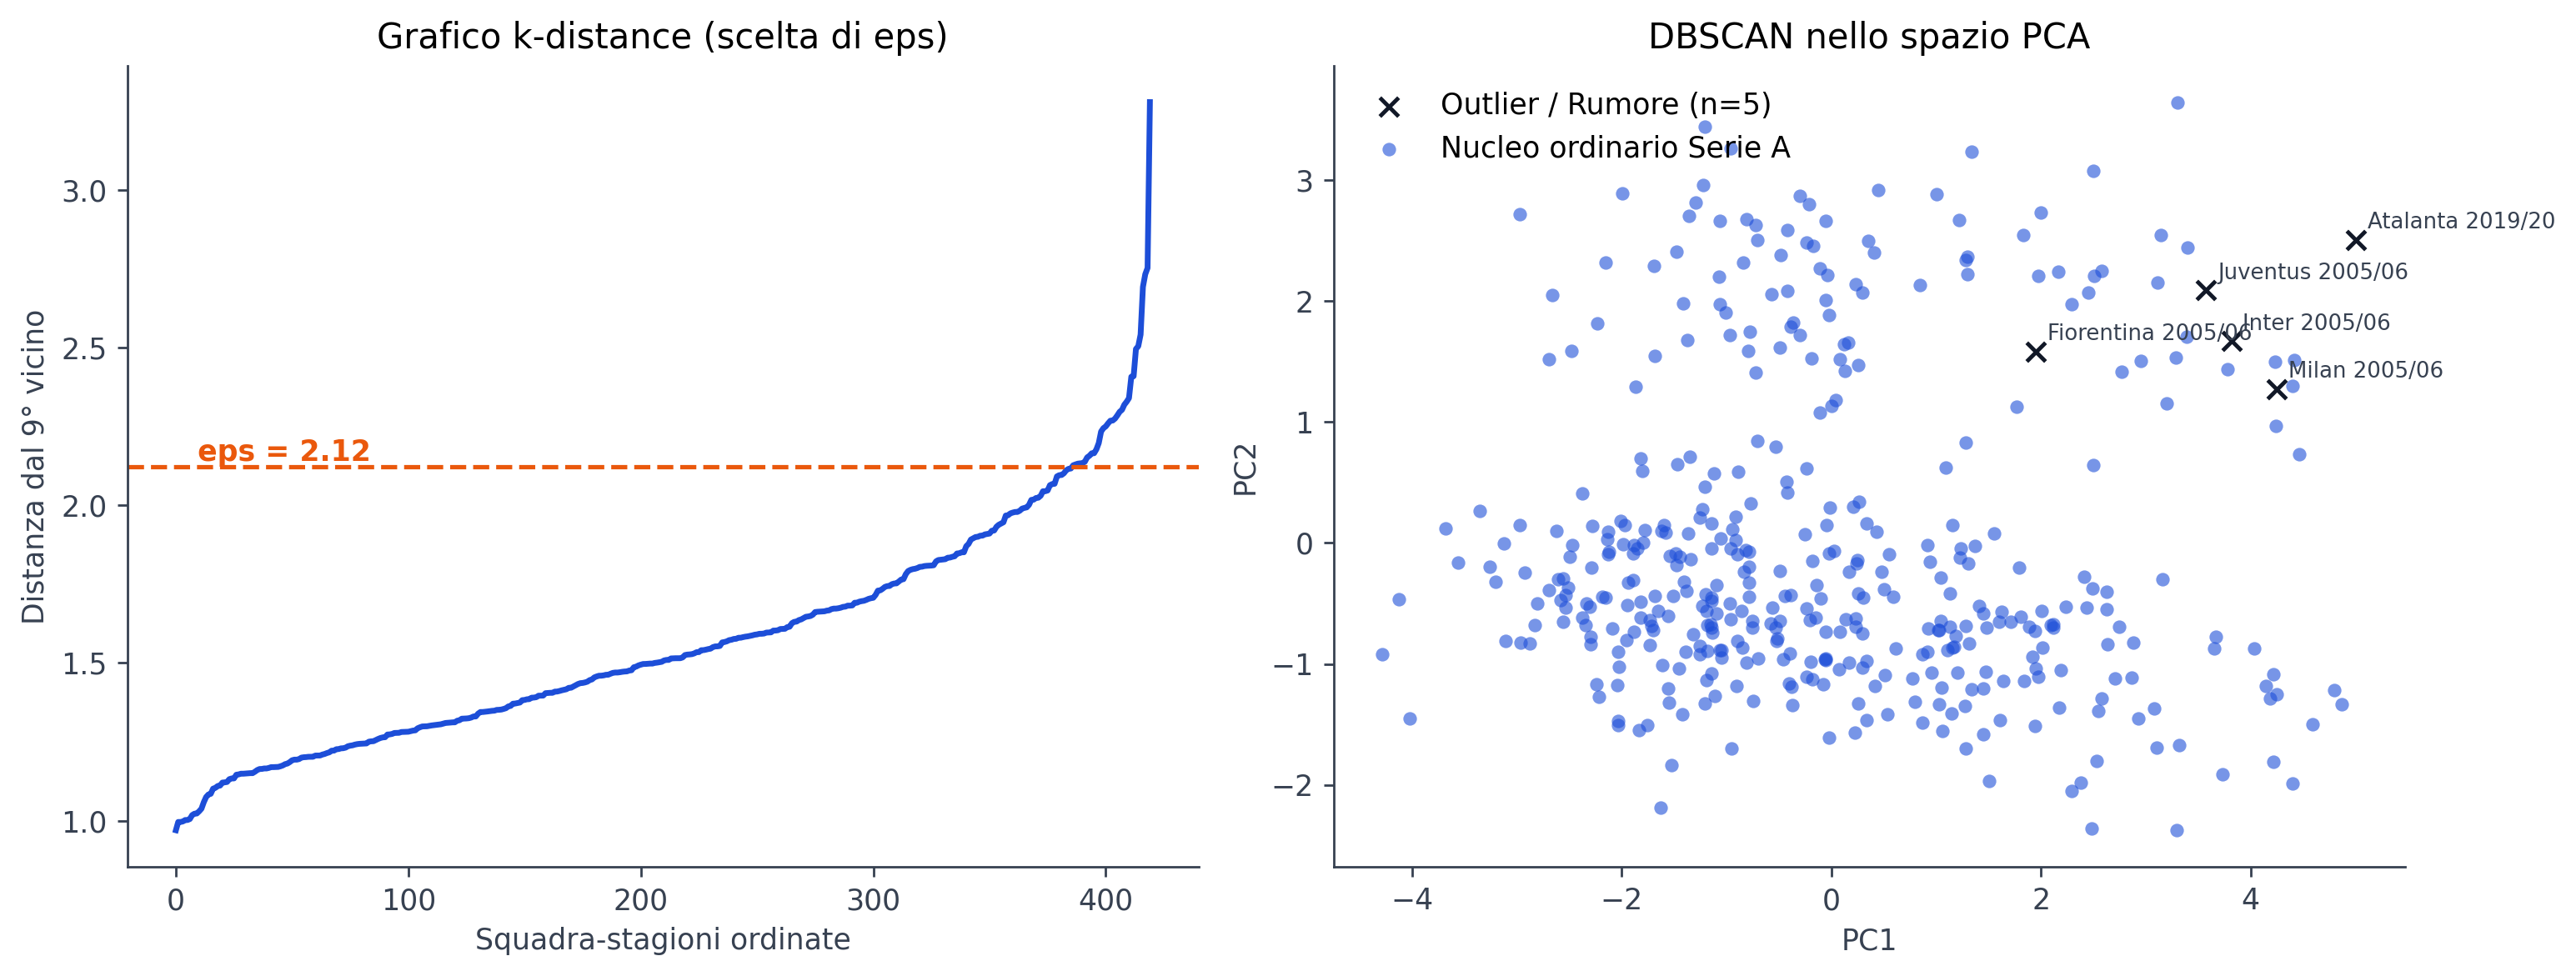 Grafico k-distance (scelta di eps)
Distanza dal 9° vicino
3.0
2.5
2.0
1.5
1.0
eps = 2.12
0
100
200
300
400
Squadra-stagioni ordinate
DBSCAN nello spazio PCA
Outlier / Rumore (n=5)
Nucleo ordinario Serie A
PC2
3
2
1
0
−1
−2
Atalanta 2019/20
Juventus 2005/06
Inter 2005/06
Fiorentina 2005/06
Milan 2005/06
−4
−2
0
2
4
PC1